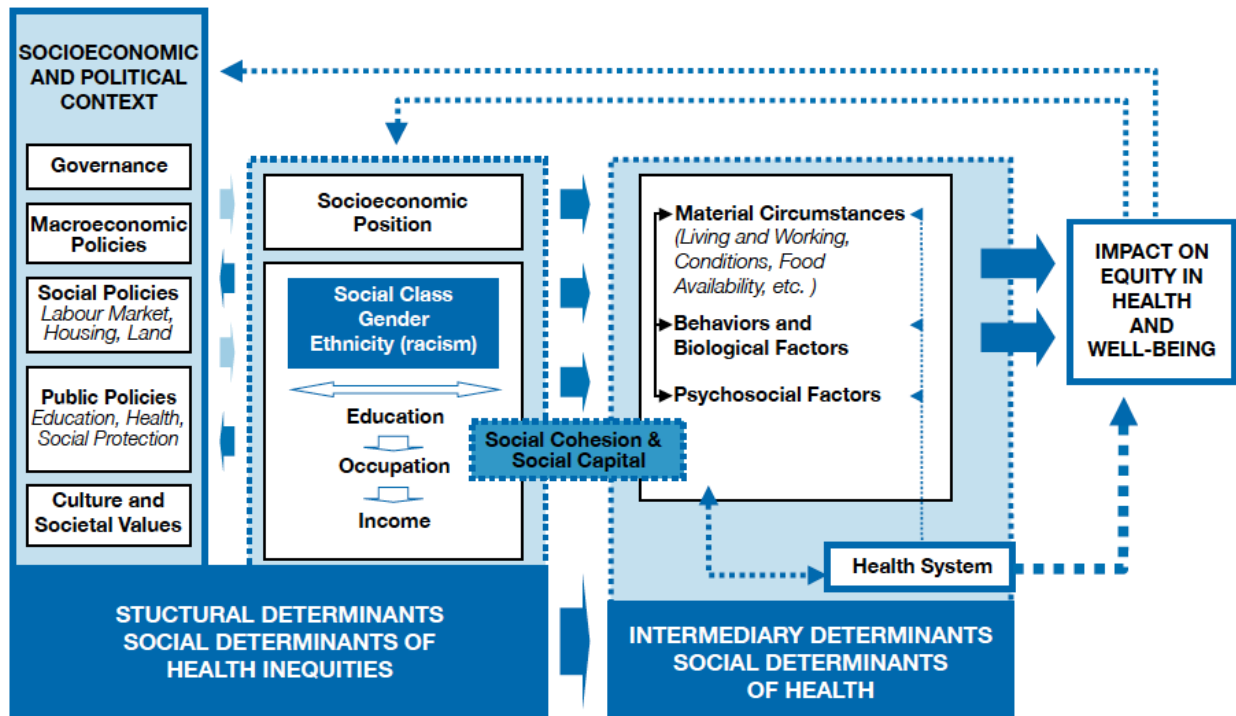 SOCIOECONOMIC
AND POLITICAL
CONTEXT
Governance
Macroeconomic
Policies
Social Policies
Labour Market,
Housing, Land
Public Policies
Education, Health,
Social Protection
Culture and
Societal Values
Socioeconomic
Position
Social Class
Gender
Ethnicity (racism)
Education
Occupation
Income
Social Cohesion &
Social Capital
Material Circumstances
(Living and Working,
Conditions, Food
Availability, etc. )
Behaviors and
Biological Factors
Psychosocial Factors
Health System
IMPACT ON
EQUITY IN
HEALTH
AND
WELL-BEING
STUCTURAL DETERMINANTS
SOCIAL DETERMINANTS OF
HEALTH INEQUITIES
INTERMEDIARY DETERMINANTS
SOCIAL DETERMINANTS
OF HEALTH